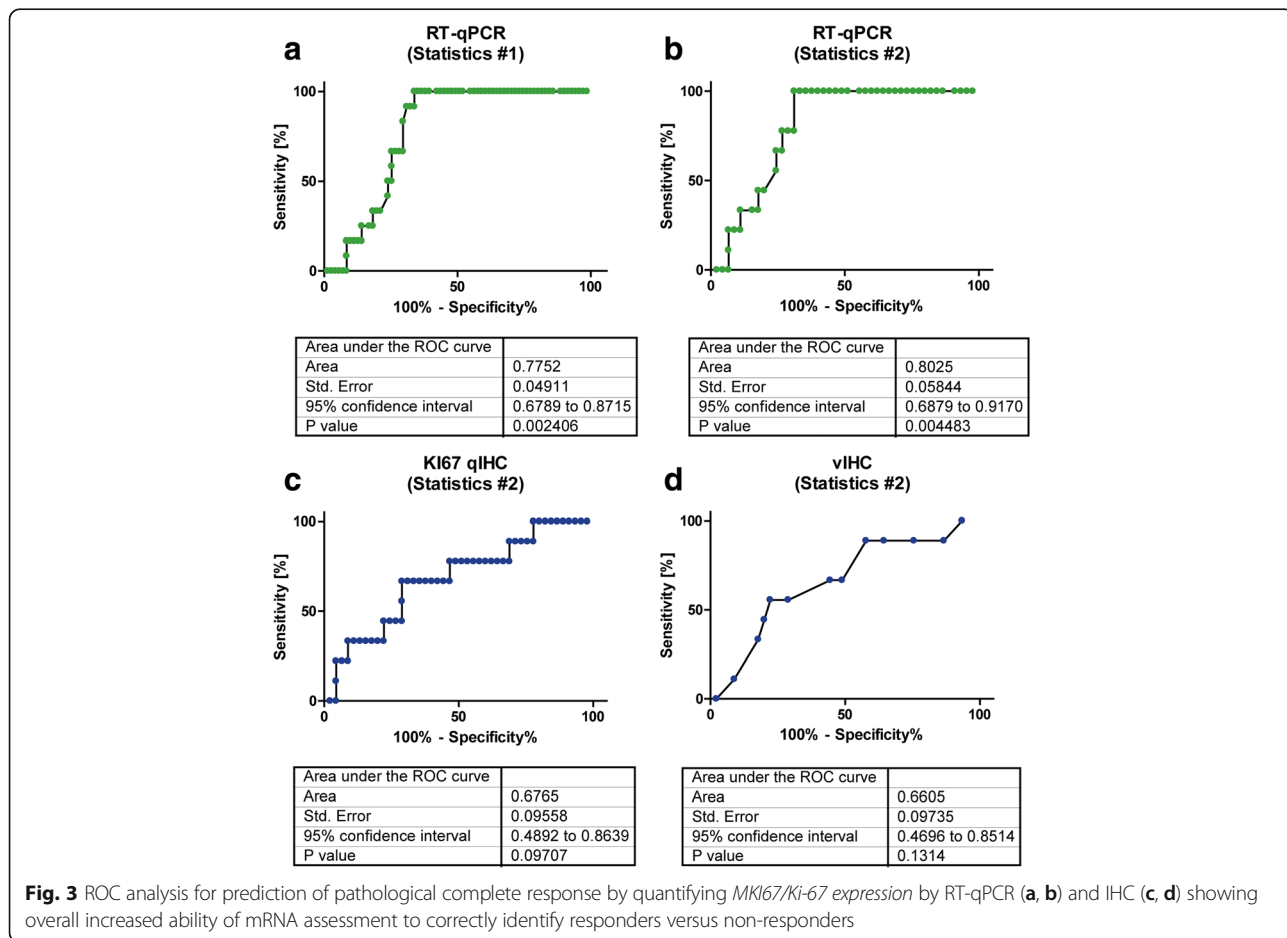 a
RT-qPCR
(Statistics #1)
Sensitivity [%]
100
50
0
0
50
100
100% - Specificity%
Area under the ROC curve
Area 0.7752
Std. Error 0.04911
95% confidence interval 0.6789 to 0.8715
P value 0.002406
b
RT-qPCR
(Statistics #2)
Sensitivity [%]
100
50
0
0
50
100
100% - Specificity%
Area under the ROC curve
Area 0.8025
Std. Error 0.05844
95% confidence interval 0.6879 to 0.9170
P value 0.004483
c
KI67 qIHC
(Statistics #2)
Sensitivity [%]
100
50
0
0
50
100
100% - Specificity%
Area under the ROC curve
Area 0.6765
Std. Error 0.09558
95% confidence interval 0.4892 to 0.8639
P value 0.09707
d
vIHC
(Statistics #2)
Sensitivity [%]
100
50
0
0
50
100
100% - Specificity%
Area under the ROC curve
Area 0.6605
Std. Error 0.09735
95% confidence interval 0.4696 to 0.8514
P value 0.1314
Fig. 3 ROC analysis for prediction of pathological complete response by quantifying MKI67/Ki-67 expression by RT-qPCR (a, b) and IHC (c, d) showing
overall increased ability of mRNA assessment to correctly identify responders versus non-responders